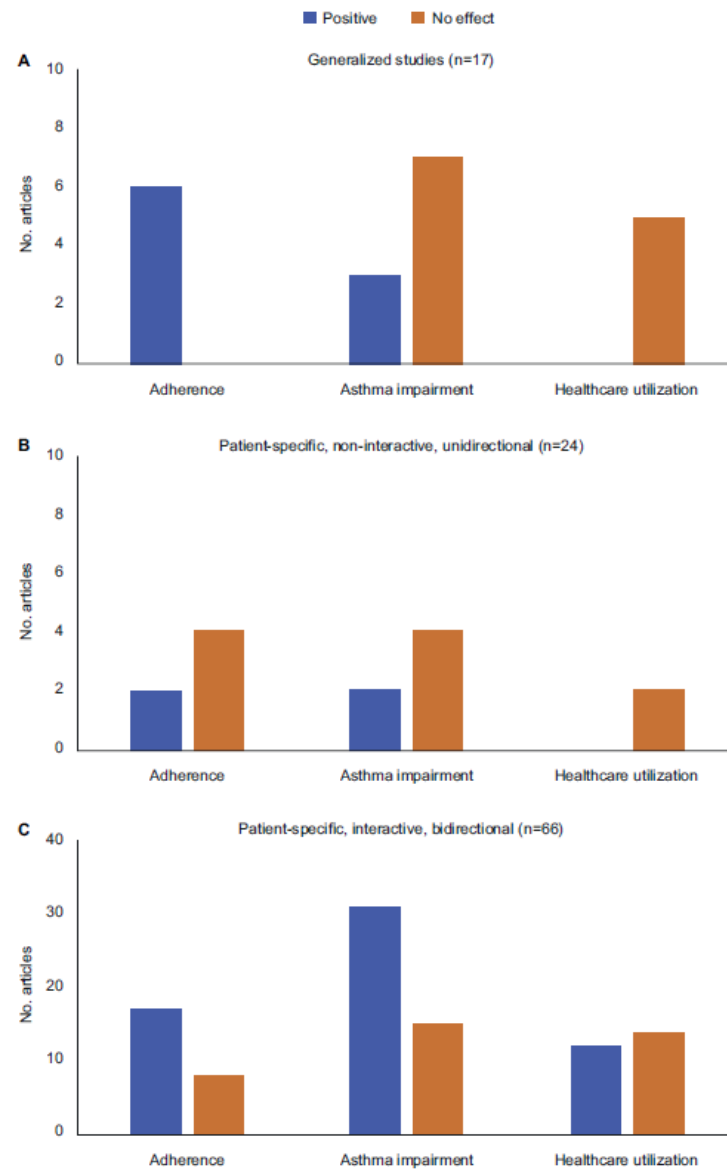 Positive No effect
A Generalized studies (n=17)
10
8
6
4
2
0
No. articles
Adherence Asthma impairment Healthcare utilization
B Patient-specific, non-interactive, unidirectional (n=24)
10
8
6
4
2
0
No. articles
Adherence Asthma impairment Healthcare utilization
C Patient-specific, interactive, bidirectional (n=66)
40
30
20
10
0
No. articles
Adherence Asthma impairment Healthcare utilization